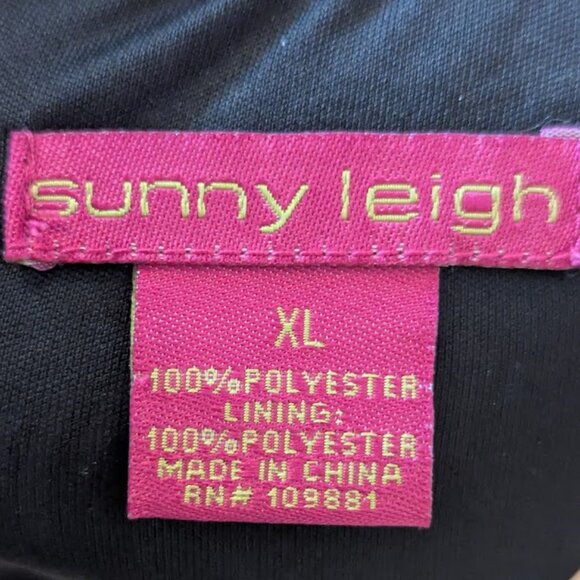 sunny leigh
XL
100%POLYESTER
LINING:
100%POLYESTER
MADE IN CHINA
RN# 109881